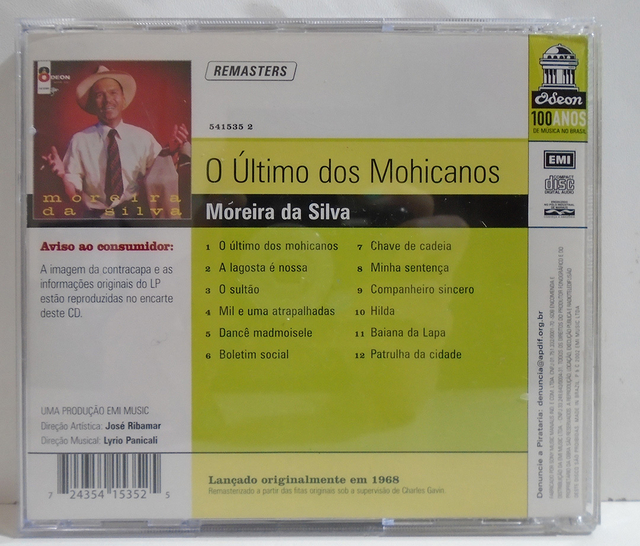 8 ODEON
moreira
da silva
REMASTERS
541535 2
O Último dos Mohicanos
Moreira da Silva
Aviso ao consumidor:
A imagem da contracapa e as
informações originais do LP
estão reproduzidas no encarte
deste CD.
1 O último dos mohicanos
2 A lagosta é nossa
3 O sultão
4 Mil e uma atrapalhadas
5 Dancê madmoisele
6 Boletim social
7 Chave de cadeia
8 Minha sentença
9 Companheiro sincero
10 Hilda
11 Baiana da Lapa
12 Patrulha da cidade
UMA PRODUÇÃO EMI MUSIC
Direção Artística: José Ribamar
Direção Musical: Lyrio Panicali
7 24354 15352 5
Lançado originalmente em 1968
Remasterizado a partir das fitas originais sob a supervisão de Charles Gavin
Odeon
100 ANOS
DE MÚSICA NO BRASIL
EMI
COMPACT
disc
DIGITAL AUDIO
Denuncie a Pirataria: denuncia@apdif.org.br